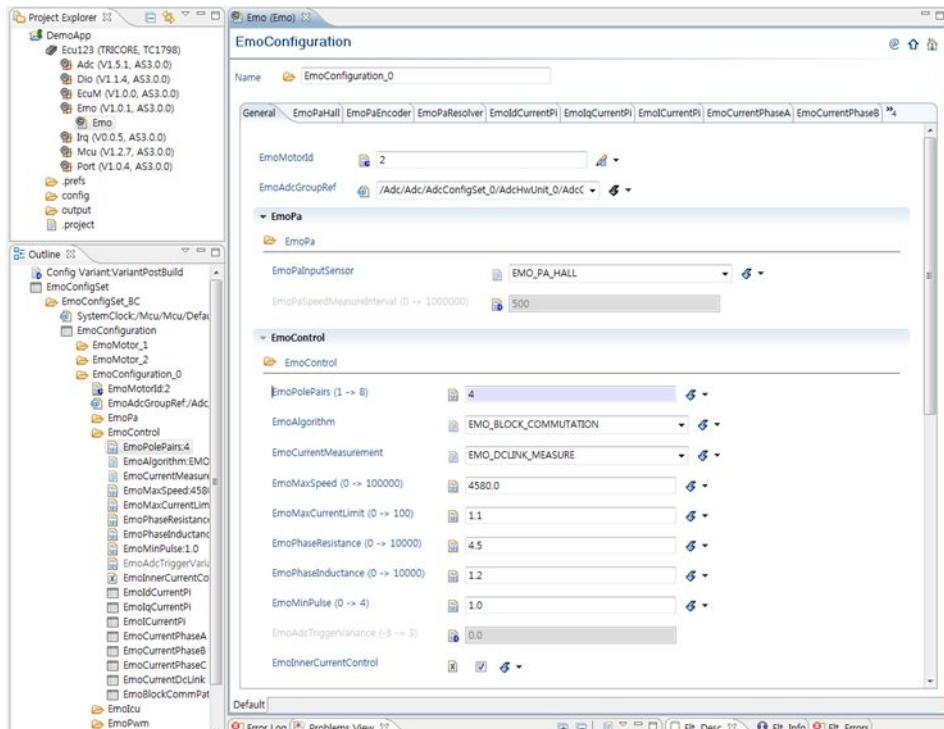 Project Explorer
DemoApp
Ecu123 (TRICORE, TC1798)
Adc (V1.5.1, AS3.0.0)
Dio (V1.1.4, AS3.0.0)
EcuM (V1.0.0, AS3.0.0)
Emo (V1.0.1, AS3.0.0)
Emo
Irq (V0.0.5, AS3.0.0)
Mcu (V1.2.7, AS3.0.0)
Port (V1.0.4, AS3.0.0)
.prefs
config
output
.project
Outline
Config Variant:VariantPostBuild
EmoConfigSet
EmoConfigSet_BC
SystemClock:/Mcu/Mcu/Defau
EmoConfiguration
EmoMotor_1
EmoMotor_2
EmoConfiguration_0
EmoMotorId:2
EmoAdcGroupRef:/Adc
EmoPa
EmoControl
EmoPolePairs:4
EmoAlgorithm:EMO
EmoCurrentMeasure
EmoMaxSpeed:4580
EmoMaxCurrentLim
EmoPhaseResistance
EmoPhaseInductanc
EmoMinPulse:1.0
EmoAdcTriggerVaria
EmoInnerCurrentCo
EmoIdCurrentPi
EmoIqCurrentPi
EmoICurrentPi
EmoCurrentPhaseA
EmoCurrentPhaseB
EmoCurrentPhaseC
EmoCurrentDcLink
EmoBlockCommPat
EmoIcu
EmoPwm
Emo (Emo)
EmoConfiguration
Name EmoConfiguration_0
General EmoPaHall EmoPaEncoder EmoPaResolver EmoIdCurrentPi EmoIqCurrentPi EmoICurrentPi EmoCurrentPhaseA EmoCurrentPhaseB »4
EmoMotorId 2
EmoAdcGroupRef /Adc/Adc/AdcConfigSet_0/AdcHwUnit_0/AdcG
EmoPa
EmoPa
EmoPaInputSensor EMO_PA_HALL
EmoPaSpeedMeasureInterval (0 -> 1000000) 500
EmoControl
EmoControl
EmoPolePairs (1 -> 8) 4
EmoAlgorithm EMO_BLOCK_COMMUTATION
EmoCurrentMeasurement EMO_DCLINK_MEASURE
EmoMaxSpeed (0 -> 100000) 4580.0
EmoMaxCurrentLimit (0 -> 100) 1.1
EmoPhaseResistance (0 -> 10000) 4.5
EmoPhaseInductance (0 -> 10000) 1.2
EmoMinPulse (0 -> 4) 1.0
EmoAdcTriggerVariance (-3 -> 3) 0.0
EmoInnerCurrentControl
Default
Error Log Problems View Elt. Desc. Elt. Info Elt. Errors